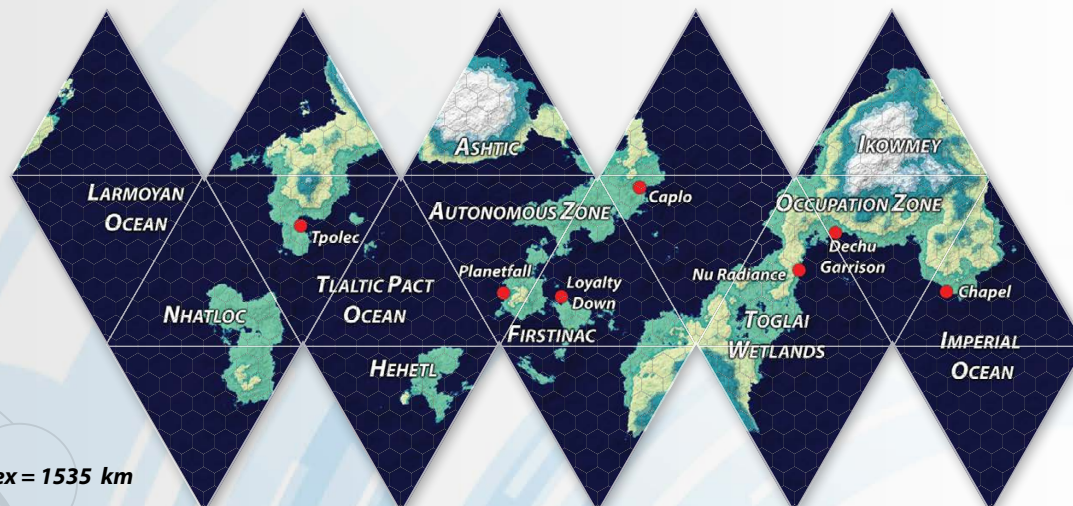 ASHTIC
IKOWMEY
LARMOYAN
OCEAN
Caplo
OCCUPATION ZONE
AUTONOMOUS ZONE
Tpolec
Dechu
Garrison
Planetfall
Nu Radiance
Loyalty
Down
Chapel
TLALTIC PACT
OCEAN
NHATLOC
TOGLAI
WETLANDS
FIRSTINAC
IMPERIAL
OCEAN
HEHETL
ex = 1535 km